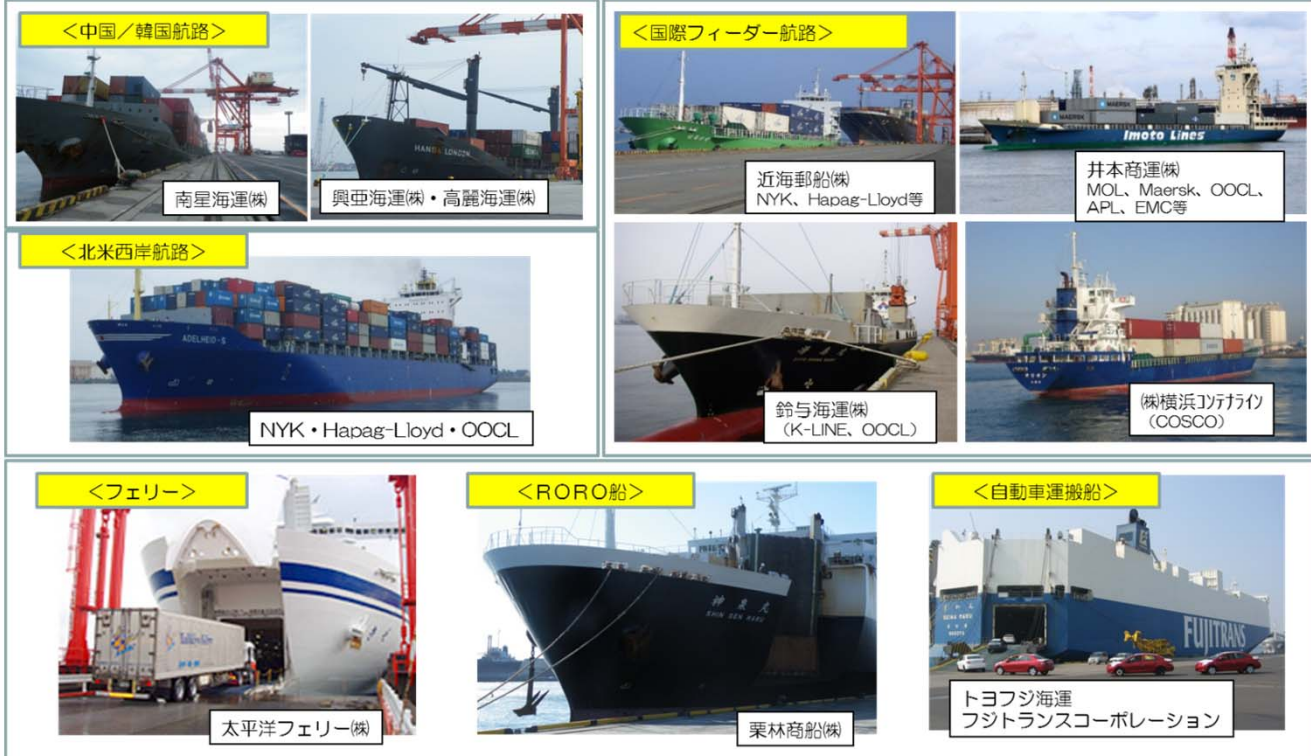 <中国/韓国航路>
南星海運㈱
HANSA LONDON
興亜海運㈱・高麗海運㈱
<国際フィーダー航路>
近海郵船㈱
NYK、Hapag-Lloyd等
MAERSK
MAERSK
Imoto Lines
井本商運㈱
MOL、Maersk、OOCL、
APL、EMC等
<北米西岸航路>
ADELHEID-S
NYK・Hapag-Lloyd・OOCL
鈴与海運㈱
(K-LINE、OOCL)
㈱横浜ｺﾝﾃﾅﾗｲﾝ
(COSCO)
<フェリー>
太平洋フェリー㈱
<RORO船>
神泉丸
SHIN SEN MARU
栗林商船㈱
<自動車運搬船>
FUJITRANS
トヨフジ海運
フジトランスコーポレーション